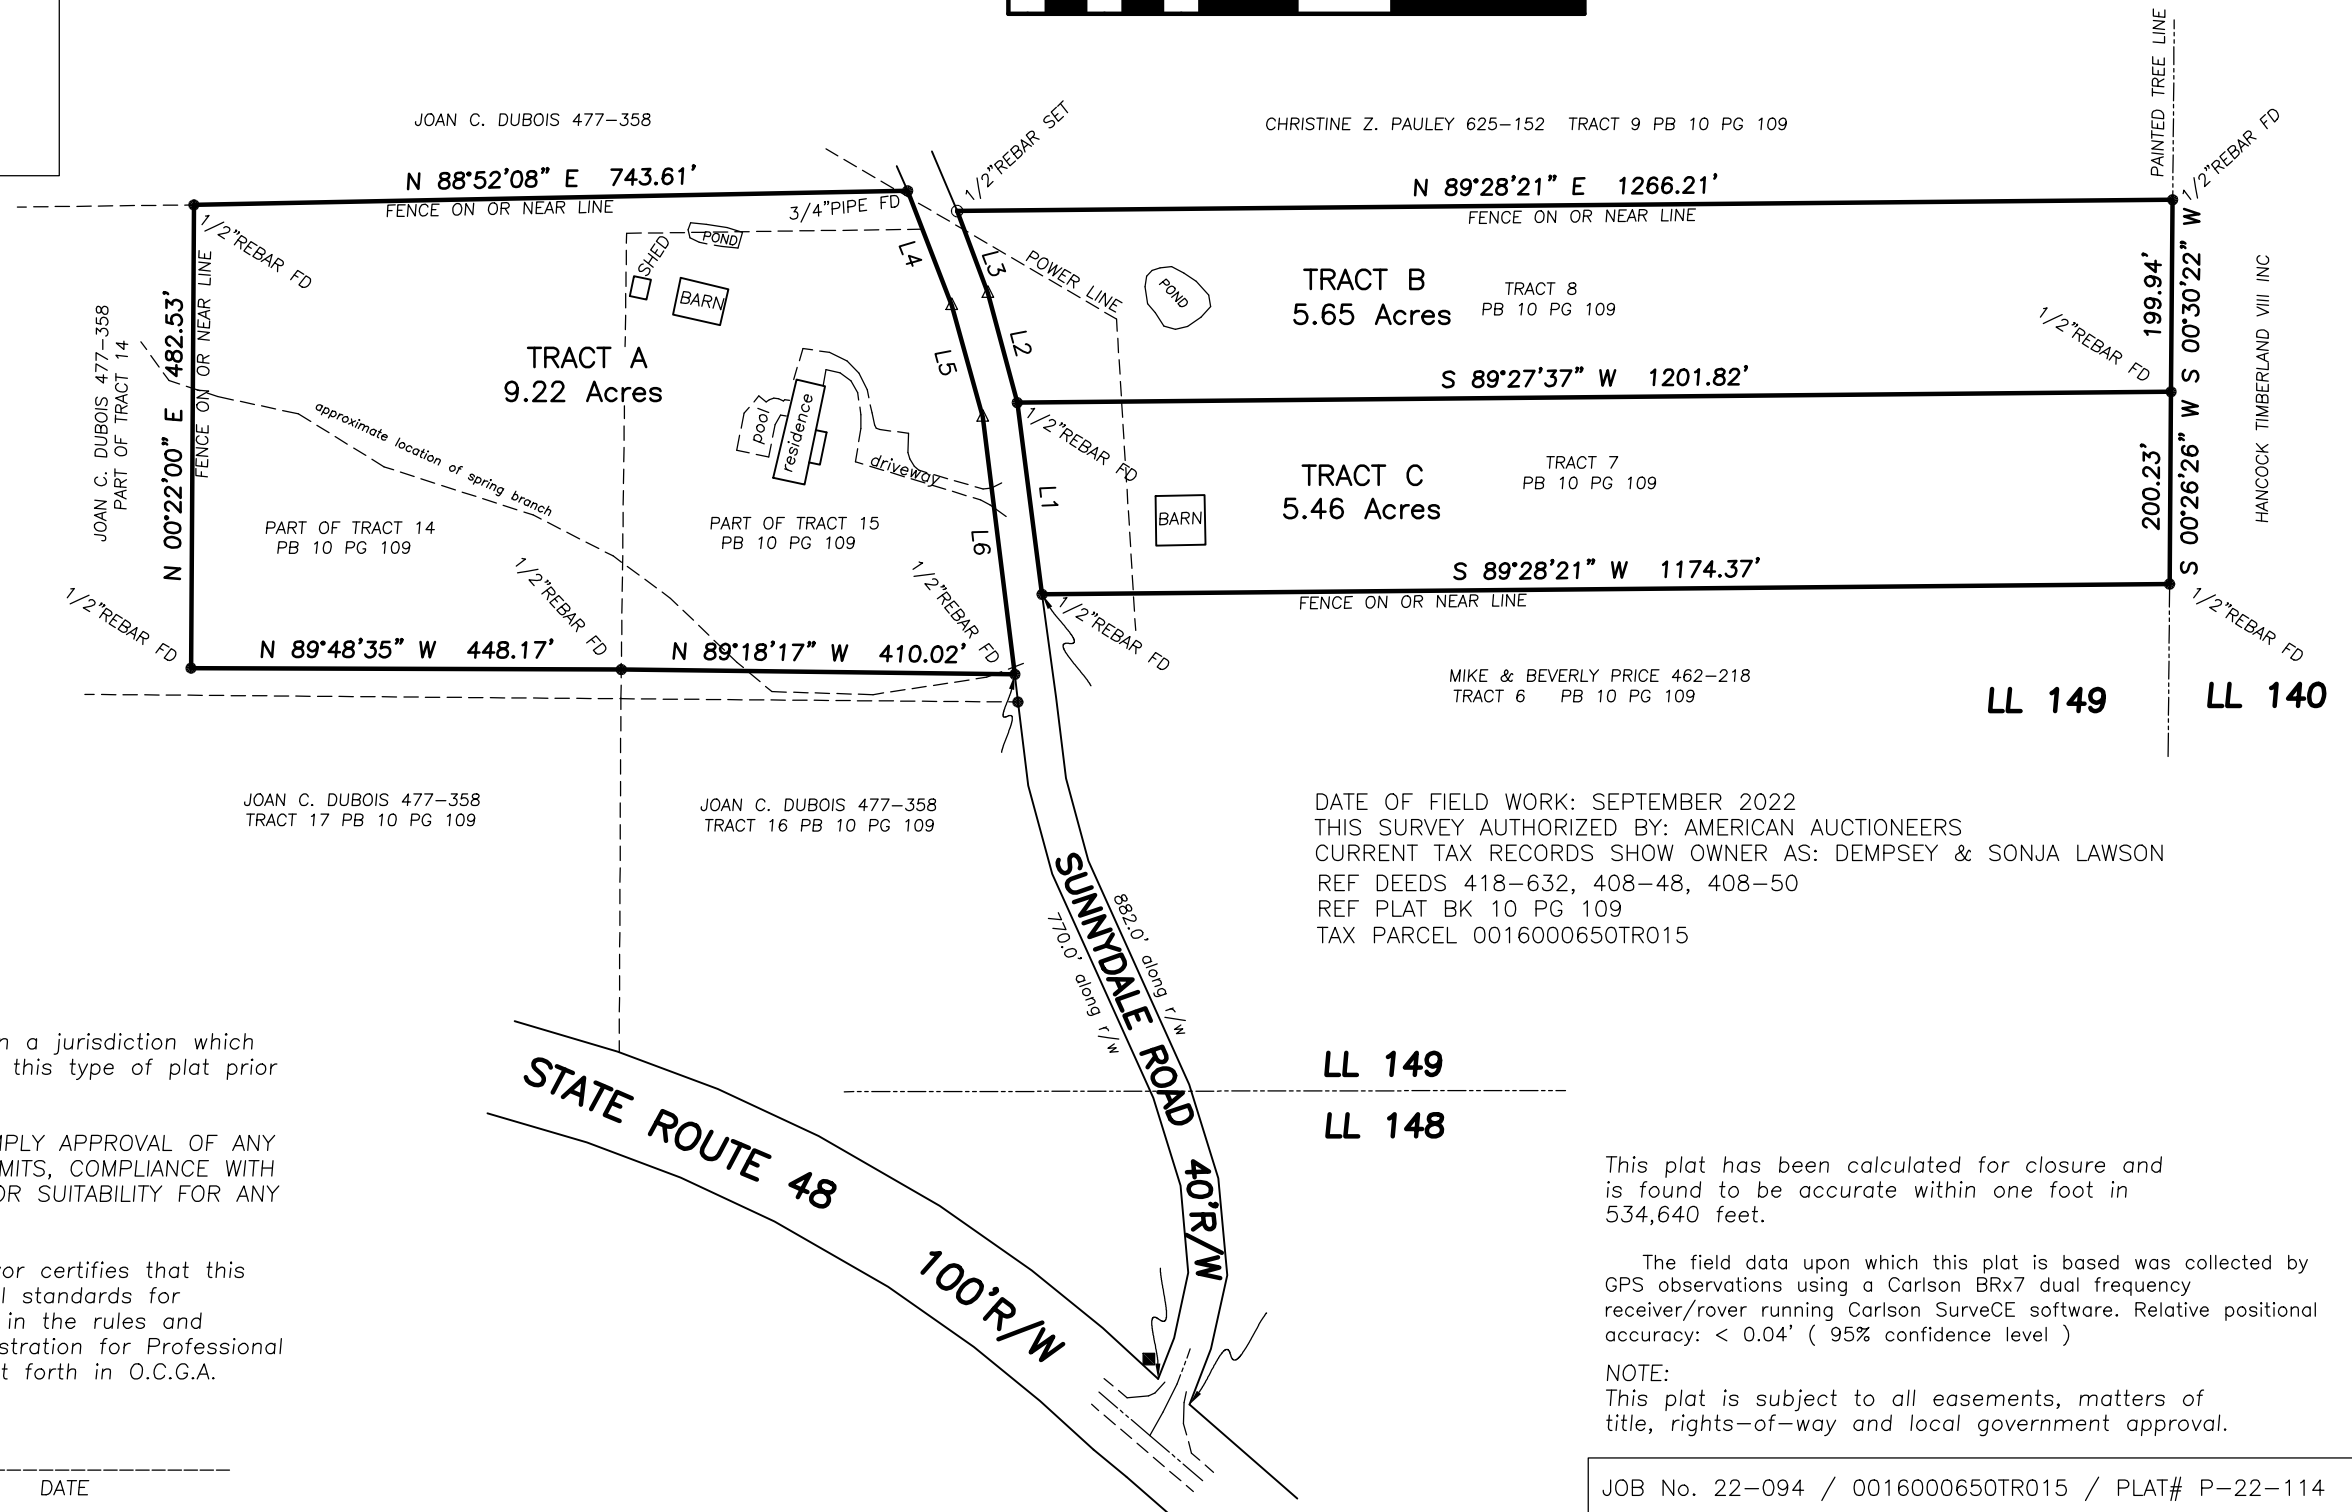 PAINTED TREE LINE
1/2"REBAR SET
1/2"REBAR FD
JOAN C. DUBOIS 477-358
CHRISTINE Z. PAULEY 625-152 TRACT 9 PB 10 PG 109
N 88°52'08" E 743.61'
FENCE ON OR NEAR LINE
3/4"PIPE FD
N 89°28'21" E 1266.21'
FENCE ON OR NEAR LINE
1/2"REBAR FD
SHED
POND
BARN
L4
L3
POWER LINE
POND
TRACT B
5.65 Acres
TRACT 8
PB 10 PG 109
199.94'
S 00°30'22" W
1/2"REBAR FD
HANCOCK TIMBERLAND VIII INC
JOAN C. DUBOIS 477-358
PART OF TRACT 14
N 00°22'00" E 482.53'
FENCE ON OR NEAR LINE
TRACT A
9.22 Acres
L5
L2
S 89°27'37" W 1201.82'
1/2"REBAR FD
approximate location of spring branch
pool
residence
driveway
L1
TRACT C
5.46 Acres
TRACT 7
PB 10 PG 109
BARN
200.23'
S 00°26'26" W
PART OF TRACT 14
PB 10 PG 109
PART OF TRACT 15
PB 10 PG 109
L6
1/2"REBAR FD
1/2"REBAR FD
1/2"REBAR FD
S 89°28'21" W 1174.37'
FENCE ON OR NEAR LINE
1/2"REBAR FD
1/2"REBAR FD
N 89°48'35" W 448.17'
N 89°18'17" W 410.02'
MIKE & BEVERLY PRICE 462-218
TRACT 6 PB 10 PG 109
LL 149
LL 140
JOAN C. DUBOIS 477-358
TRACT 17 PB 10 PG 109
JOAN C. DUBOIS 477-358
TRACT 16 PB 10 PG 109
DATE OF FIELD WORK: SEPTEMBER 2022
THIS SURVEY AUTHORIZED BY: AMERICAN AUCTIONEERS
CURRENT TAX RECORDS SHOW OWNER AS: DEMPSEY & SONJA LAWSON
REF DEEDS 418-632, 408-48, 408-50
REF PLAT BK 10 PG 109
TAX PARCEL 0016000650TR015
SUNNYDALE ROAD 40'R/W
882.0' along r/w
770.0' along r/w
STATE ROUTE 48 100'R/W
LL 149
LL 148
n a jurisdiction which
this type of plat prior
MPLY APPROVAL OF ANY
MITS, COMPLIANCE WITH
OR SUITABILITY FOR ANY
or certifies that this
l standards for
in the rules and
stration for Professional
t forth in O.C.G.A.
DATE
This plat has been calculated for closure and
is found to be accurate within one foot in
534,640 feet.
The field data upon which this plat is based was collected by
GPS observations using a Carlson BRx7 dual frequency
receiver/rover running Carlson SurveCE software. Relative positional
accuracy: < 0.04' ( 95% confidence level )
NOTE:
This plat is subject to all easements, matters of
title, rights-of-way and local government approval.
JOB No. 22-094 / 0016000650TR015 / PLAT# P-22-114